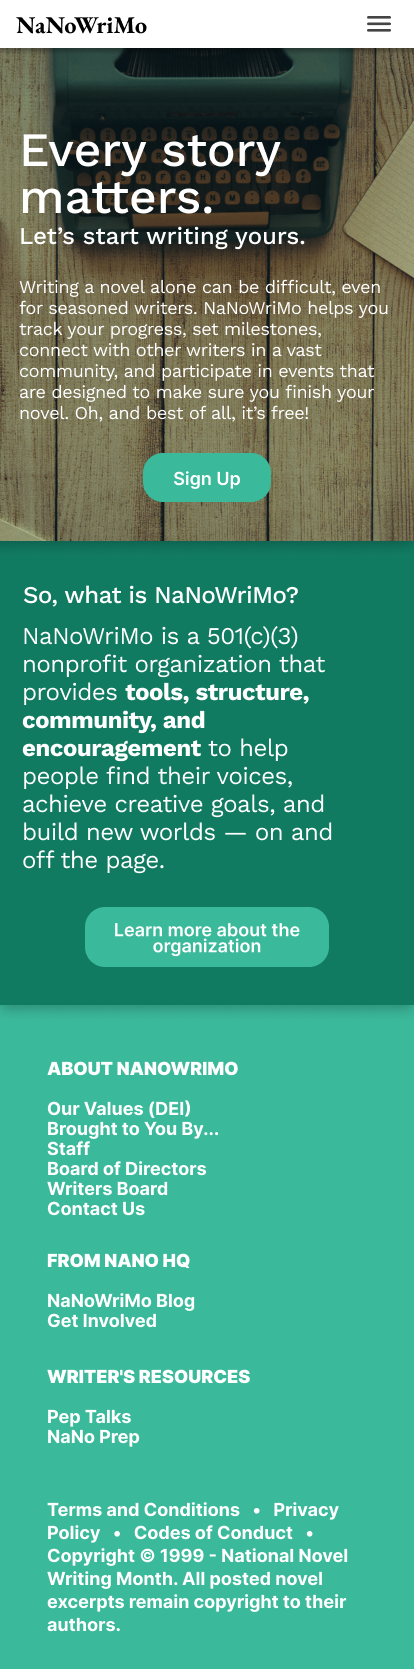 NaNoWriMo
Every story
matters.
Let's start writing yours.
Writing a novel alone can be difficult, even
for seasoned writers. NaNoWriMo helps you
track your progress, set milestones,
connect with other writers in a vast
community, and participate in events that
are designed to make sure you finish your
novel. Oh, and best of all, it's free!
Sign Up
So, what is NaNoWriMo?
NaNoWriMo is a 501(c)(3)
nonprofit organization that
provides tools, structure,
community, and
encouragement to help
people find their voices,
achieve creative goals, and
build new worlds — on and
off the page.
Learn more about the
organization
ABOUT NANOWRIMO
Our Values (DEI)
Brought to You By...
Staff
Board of Directors
Writers Board
Contact Us
FROM NANO HQ
NaNoWriMo Blog
Get Involved
WRITER'S RESOURCES
Pep Talks
NaNo Prep
Terms and Conditions • Privacy
Policy • Codes of Conduct •
Copyright © 1999 - National Novel
Writing Month. All posted novel
excerpts remain copyright to their
authors.